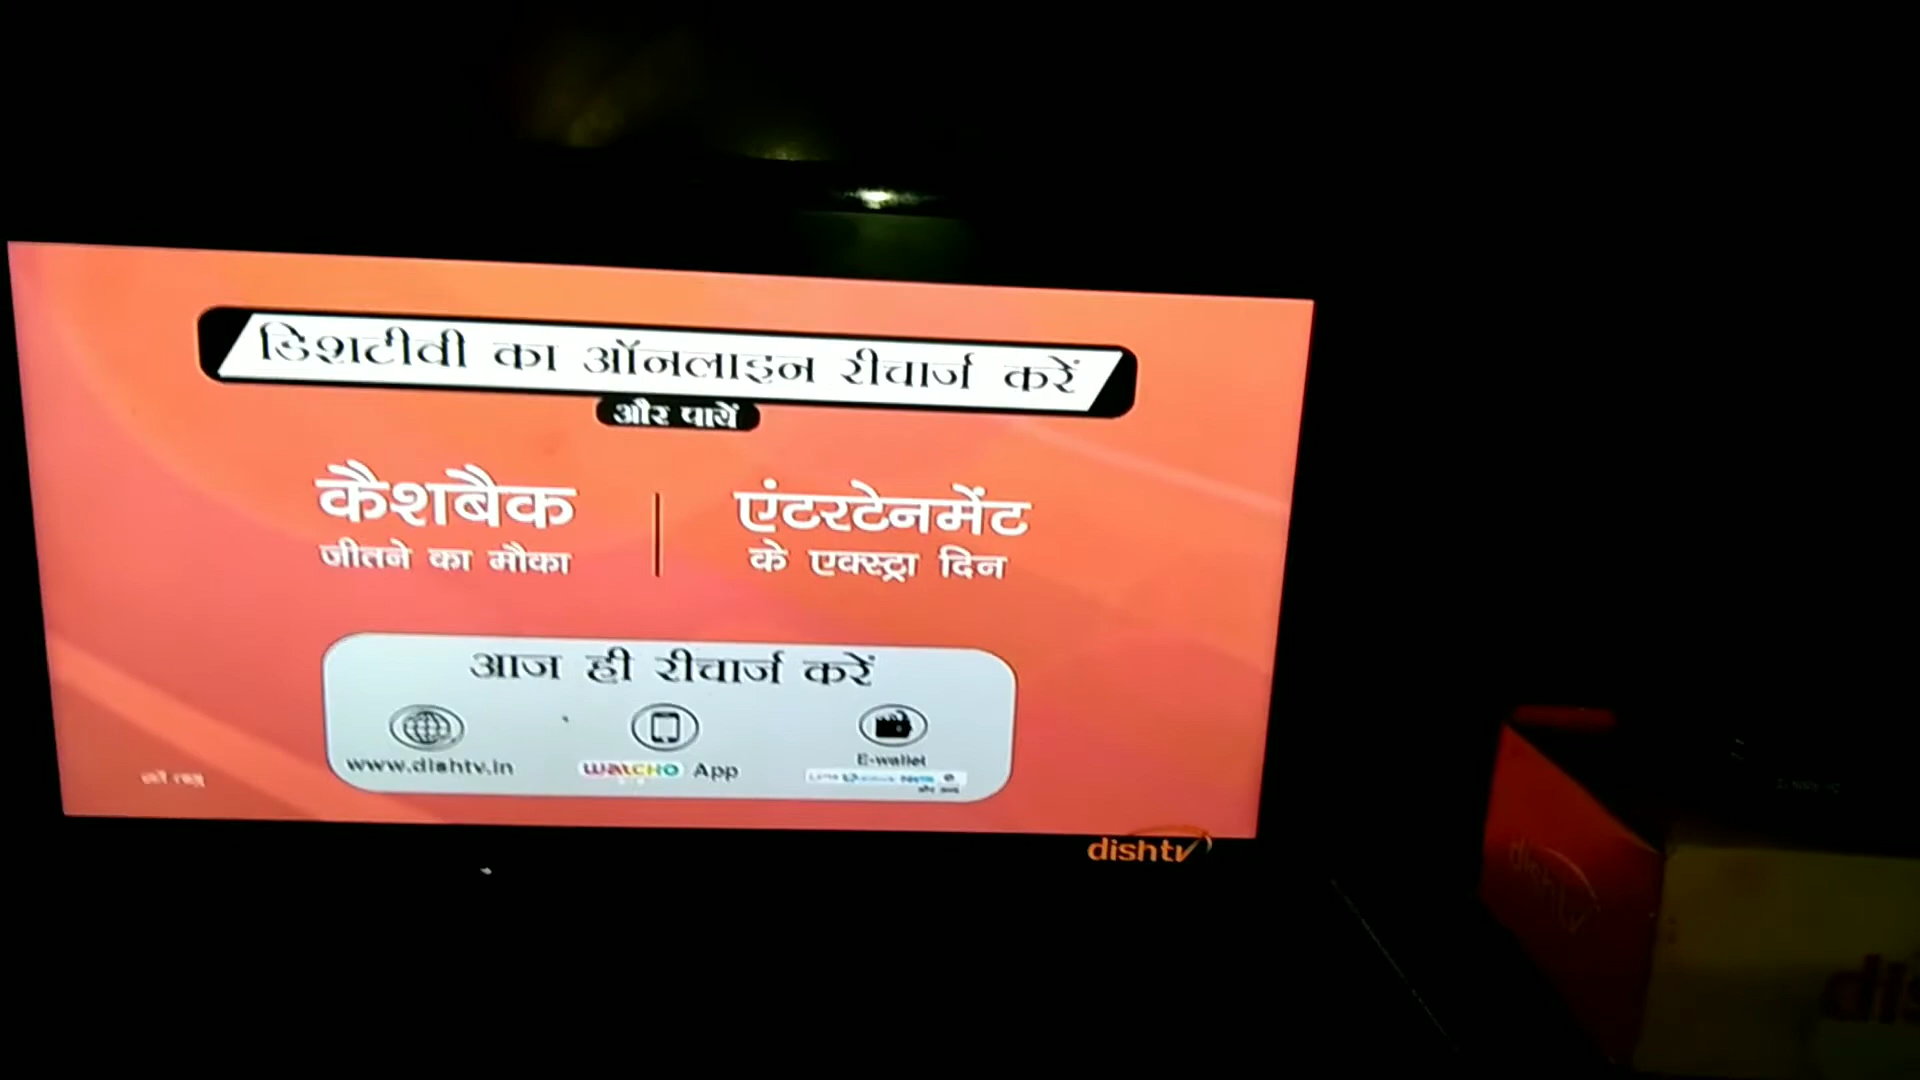 डिशटीवी का ऑनलाइन रीचार्ज करें
और पायें
कैशबैक
जीतने का मौका
एंटरटेनमेंट
के एक्स्ट्रा दिन
आज ही रीचार्ज करें
www.dishtv.in
WATCHO App
E-wallet
dishtv
dishtv